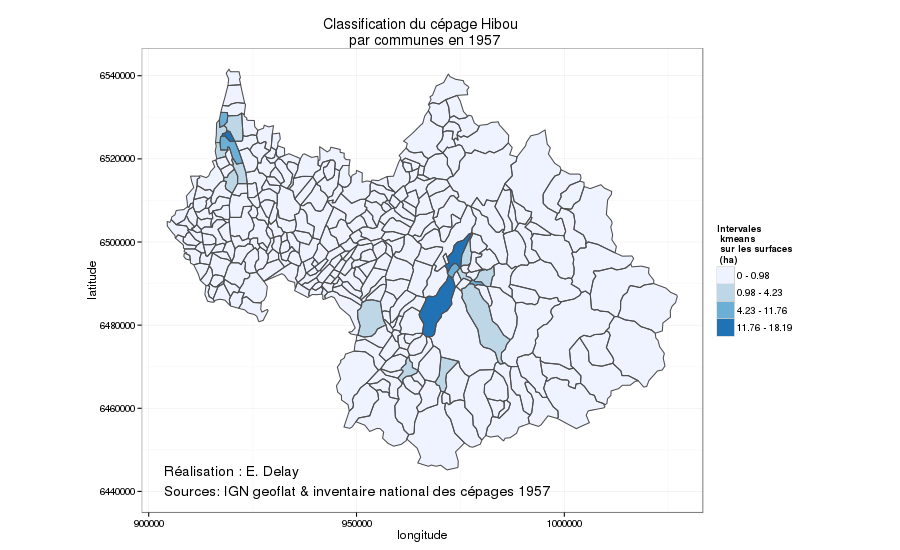 Classification du cépage Hibou
par communes en 1957
6540000
6520000
6500000
6480000
6460000
6440000
latitude
900000
950000
1000000
longitude
Réalisation : E. Delay
Sources: IGN geoflat & inventaire national des cépages 1957
Intervales
kmeans
sur les surfaces
(ha)
0 - 0.98
0.98 - 4.23
4.23 - 11.76
11.76 - 18.19